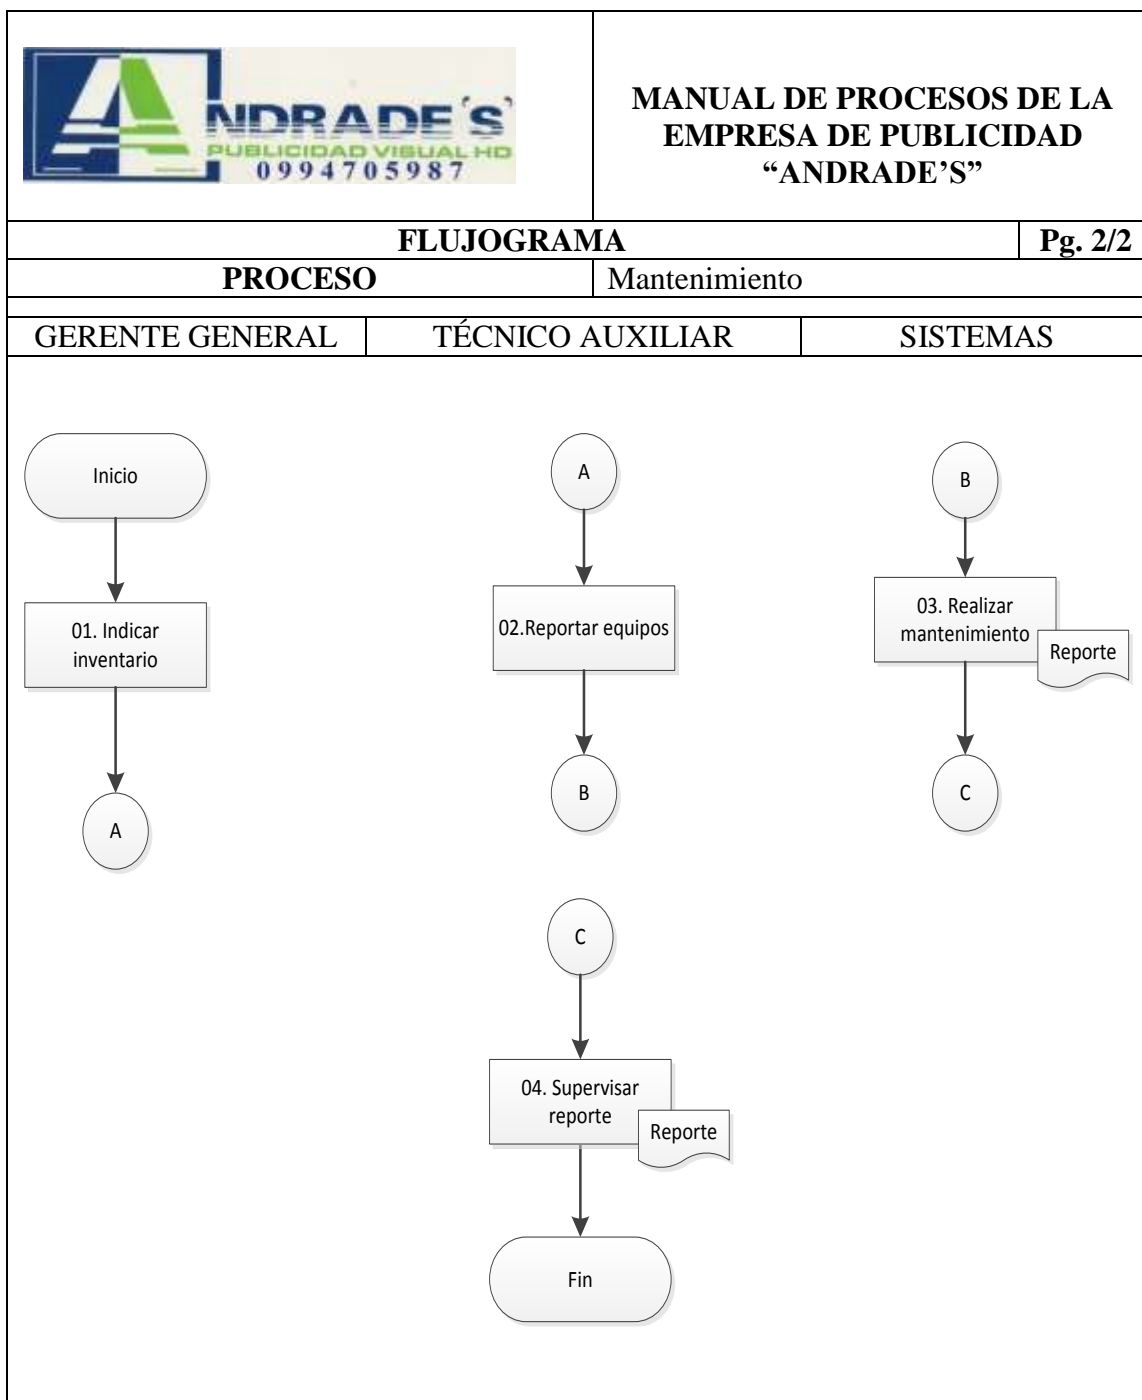 ANDRADE´S´
PUBLICIDAD VISUAL HD
0994705987
MANUAL DE PROCESOS DE LA
EMPRESA DE PUBLICIDAD
“ANDRADE’S”
FLUJOGRAMA
Pg. 2/2
PROCESO
Mantenimiento
GERENTE GENERAL
TÉCNICO AUXILIAR
SISTEMAS
Inicio
01. Indicar
inventario
A
A
02.Reportar equipos
B
B
03. Realizar
mantenimiento
Reporte
C
C
04. Supervisar
reporte
Reporte
Fin